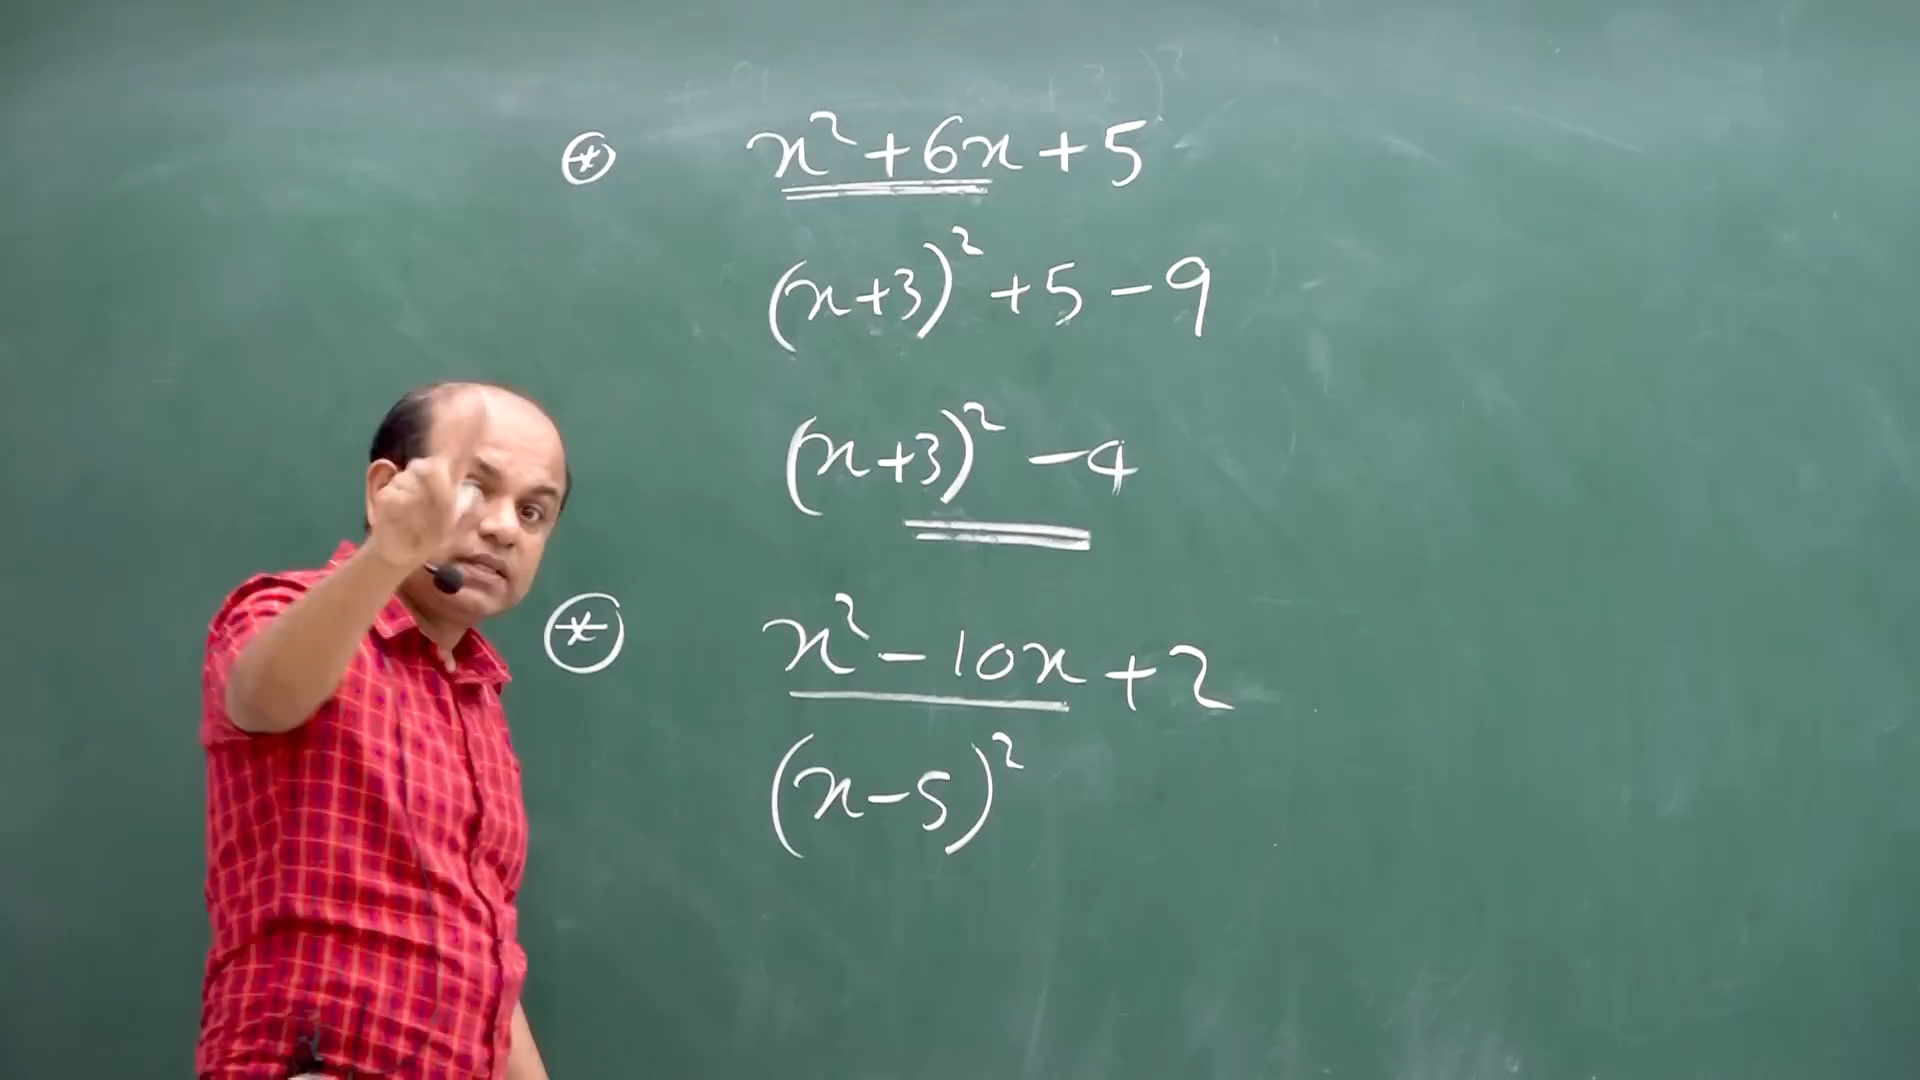 ⊛ x² + 6x + 5
(x+3)² + 5 - 9
(x+3)² - 4
⊛ x² - 10x + 2
(x-5)²